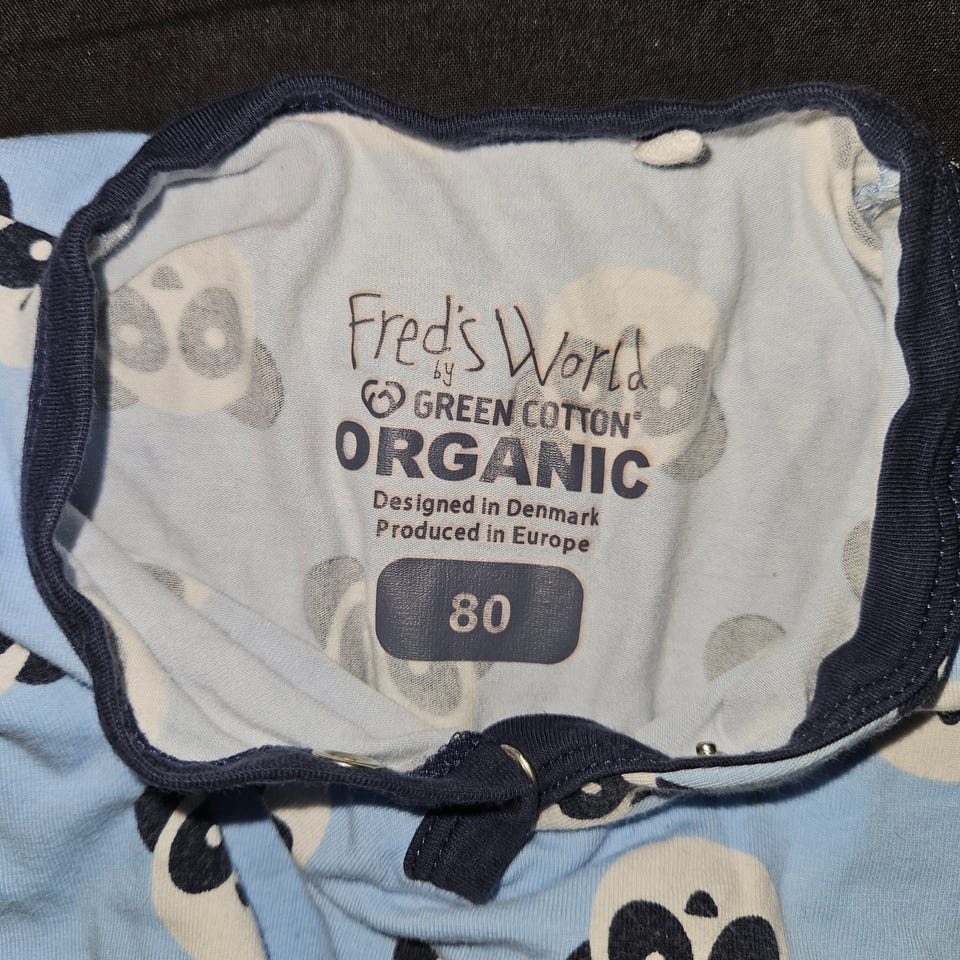 Fred's World
by
GREEN COTTON®
ORGANIC
Designed in Denmark
Produced in Europe
80